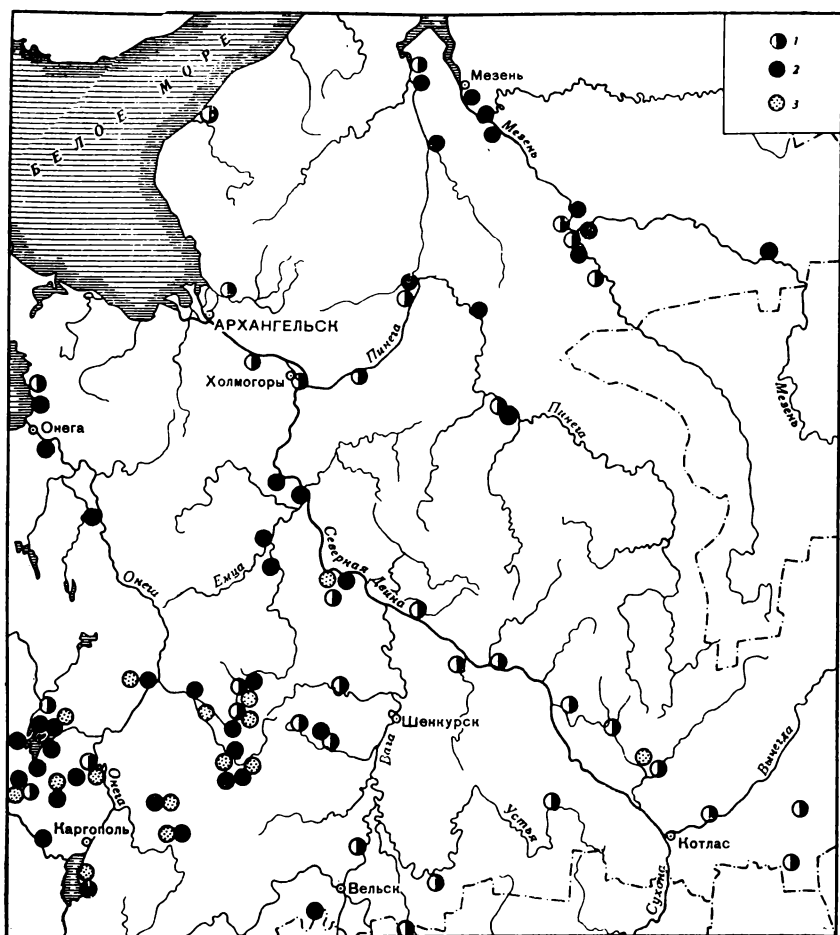 1
2
3
БЕЛОЕ МОРЕ
Мезень
Мезень
АРХАНГЕЛЬСК
Пинега
Холмогоры
Мезень
Онега
Пинега
Северная Двина
Емца
Онега
Шенкурск
Вага
Вычегда
Онега
Устья
Каргополь
Котлас
Вельск
Сухона